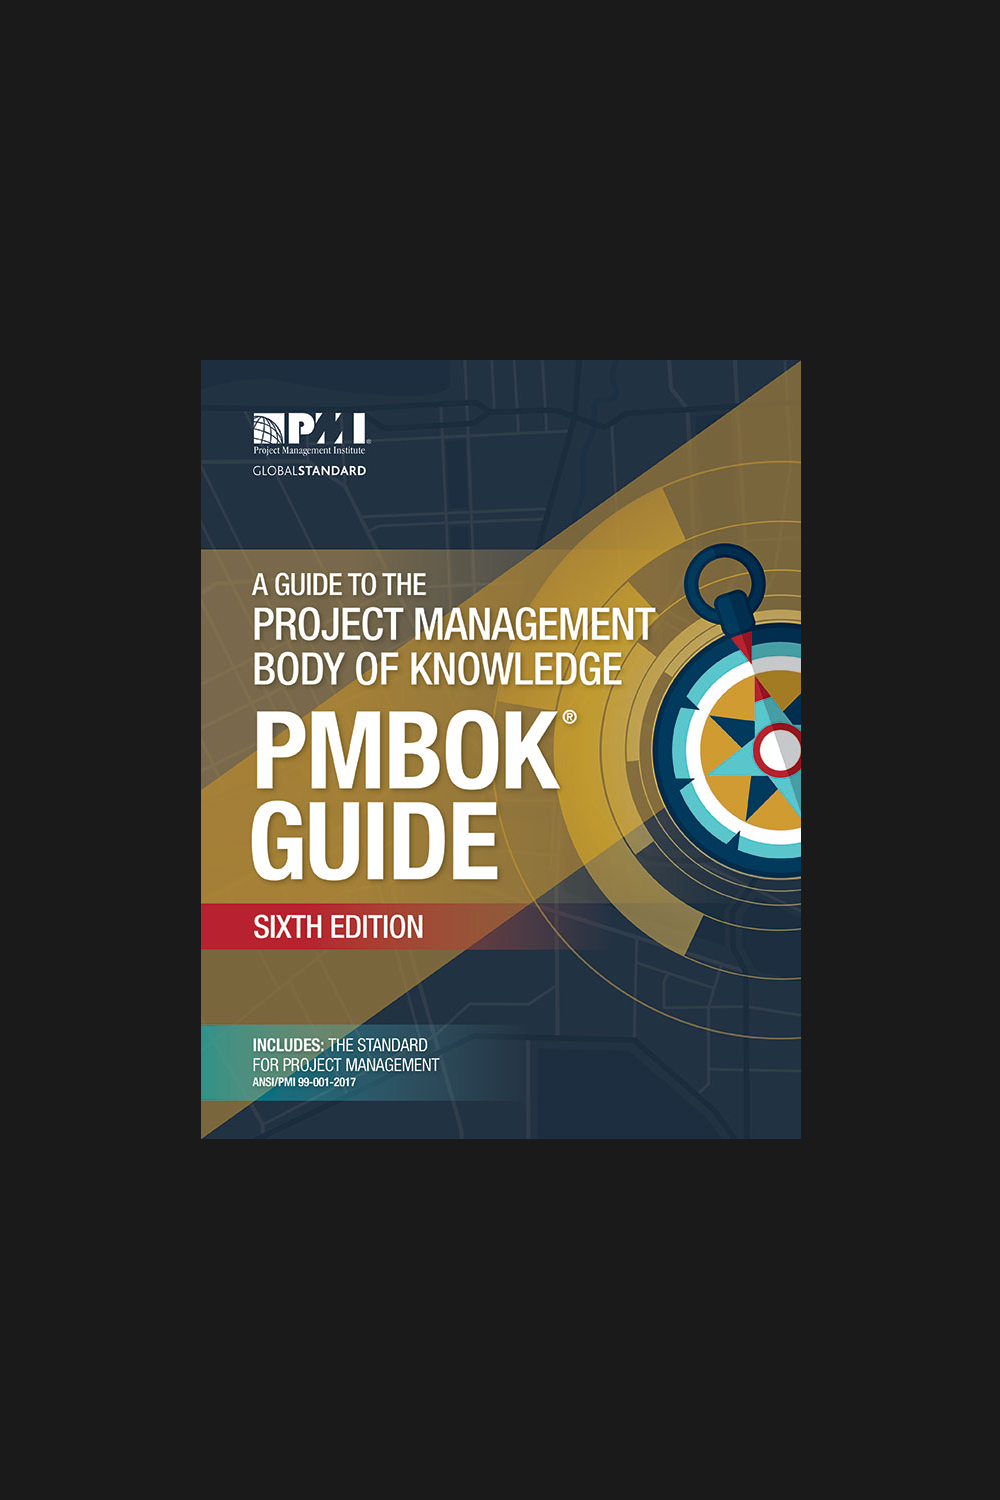 PMI®
Project Management Institute
GLOBALSTANDARD
A GUIDE TO THE
PROJECT MANAGEMENT
BODY OF KNOWLEDGE
PMBOK®
GUIDE
SIXTH EDITION
INCLUDES: THE STANDARD
FOR PROJECT MANAGEMENT
ANSI/PMI 99-001-2017